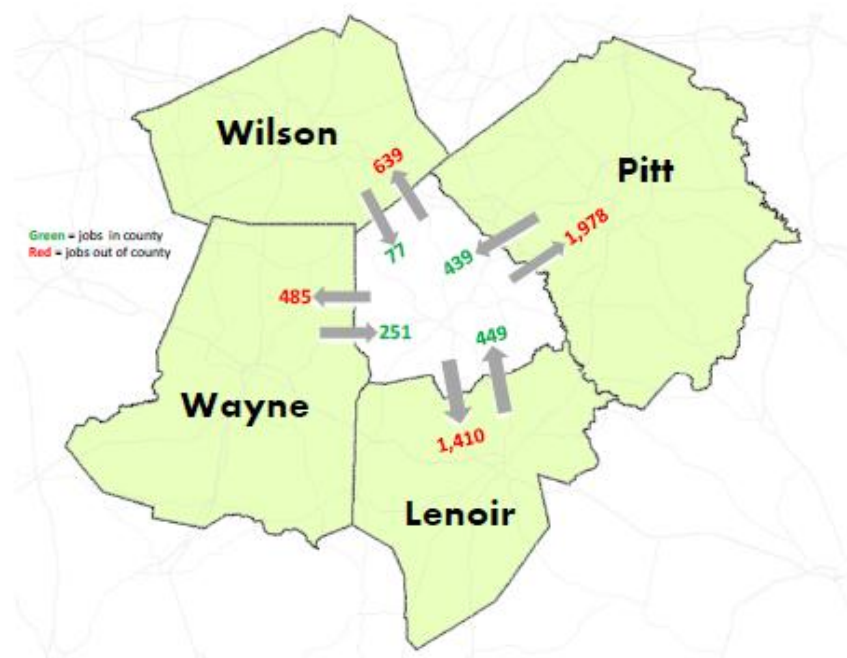 Wilson
639
Pitt
Green = jobs in county
Red = jobs out of county
77
439
1,978
485
251
449
Wayne
1,410
Lenoir